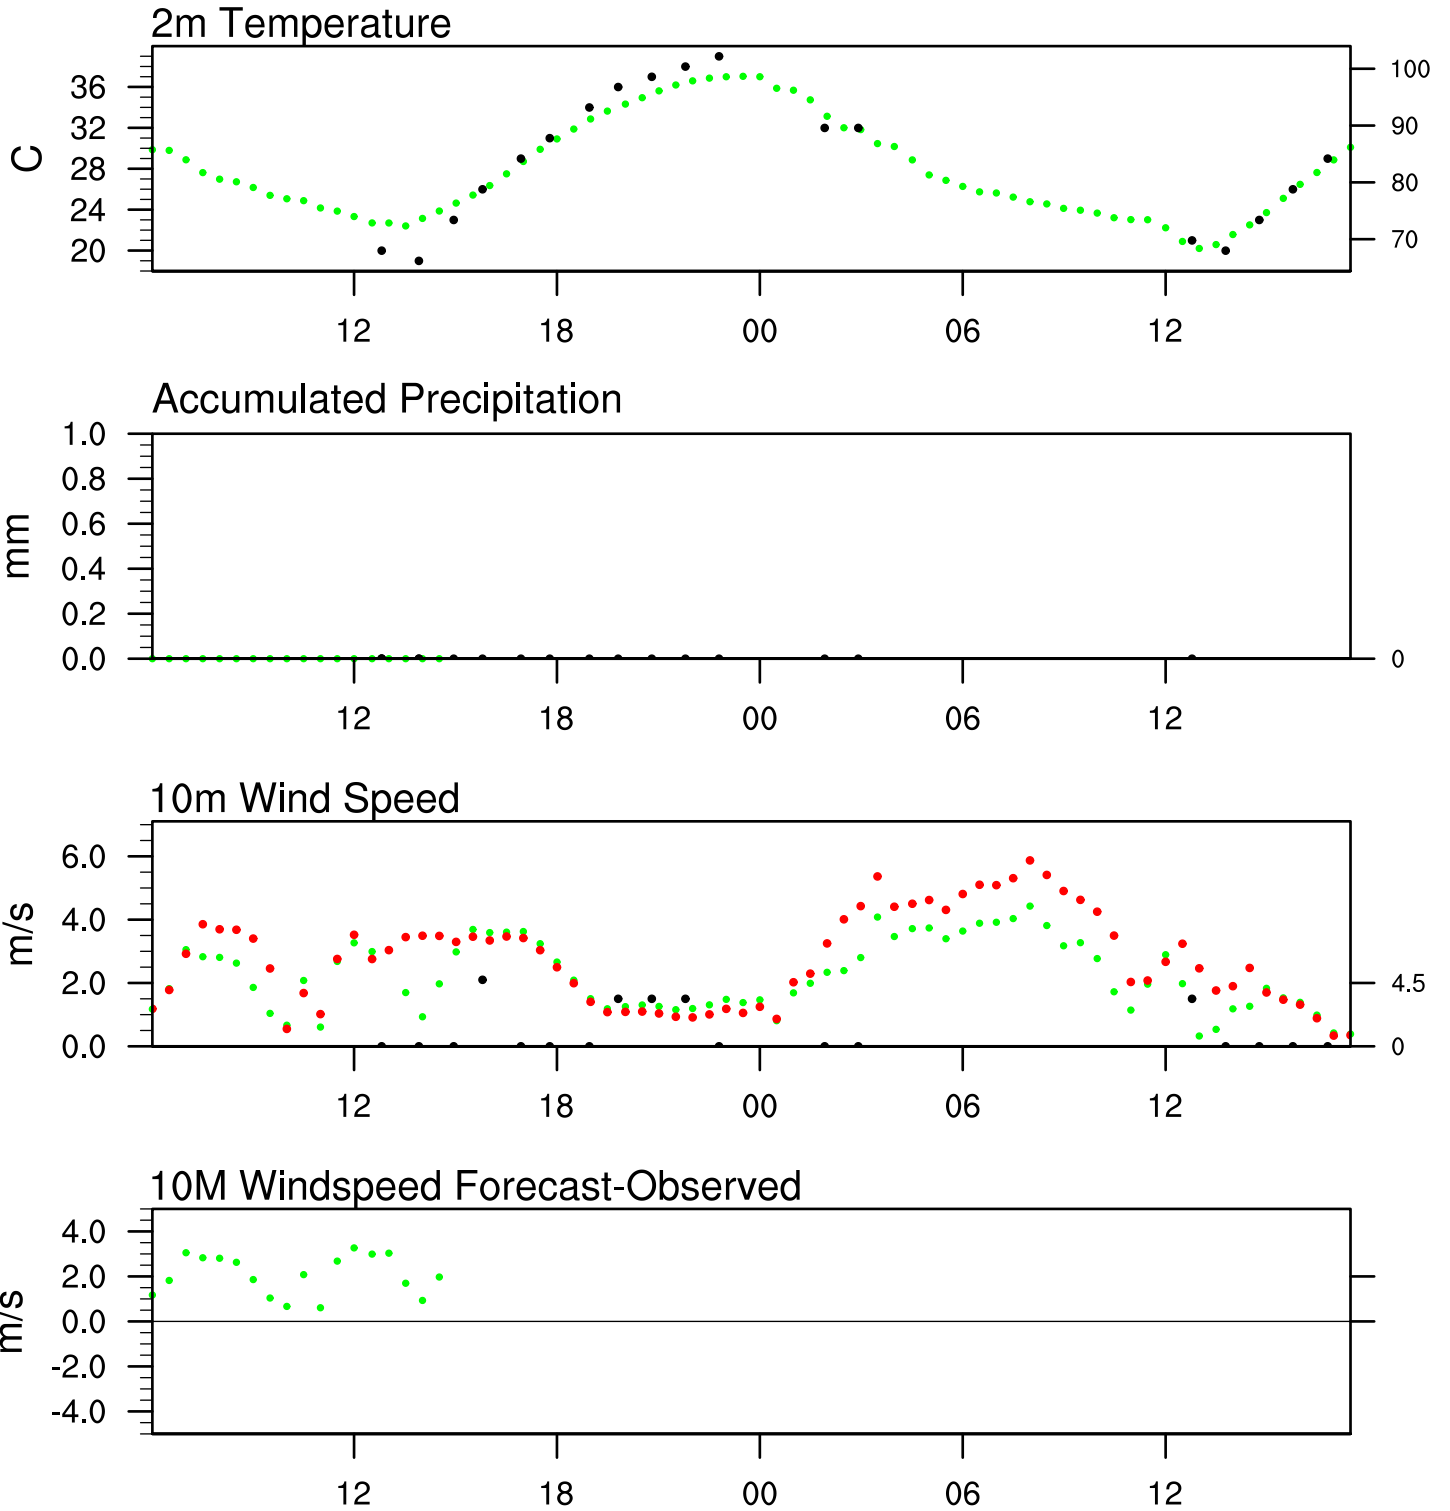 2m Temperature
36
32
28
24
20
C
100
90
80
70
12 18 00 06 12
Accumulated Precipitation
1.0
0.8
0.6
0.4
0.2
0.0
mm
0
12 18 00 06 12
10m Wind Speed
6.0
4.0
2.0
0.0
m/s
4.5
0
12 18 00 06 12
10M Windspeed Forecast-Observed
4.0
2.0
0.0
-2.0
-4.0
m/s
12 18 00 06 12